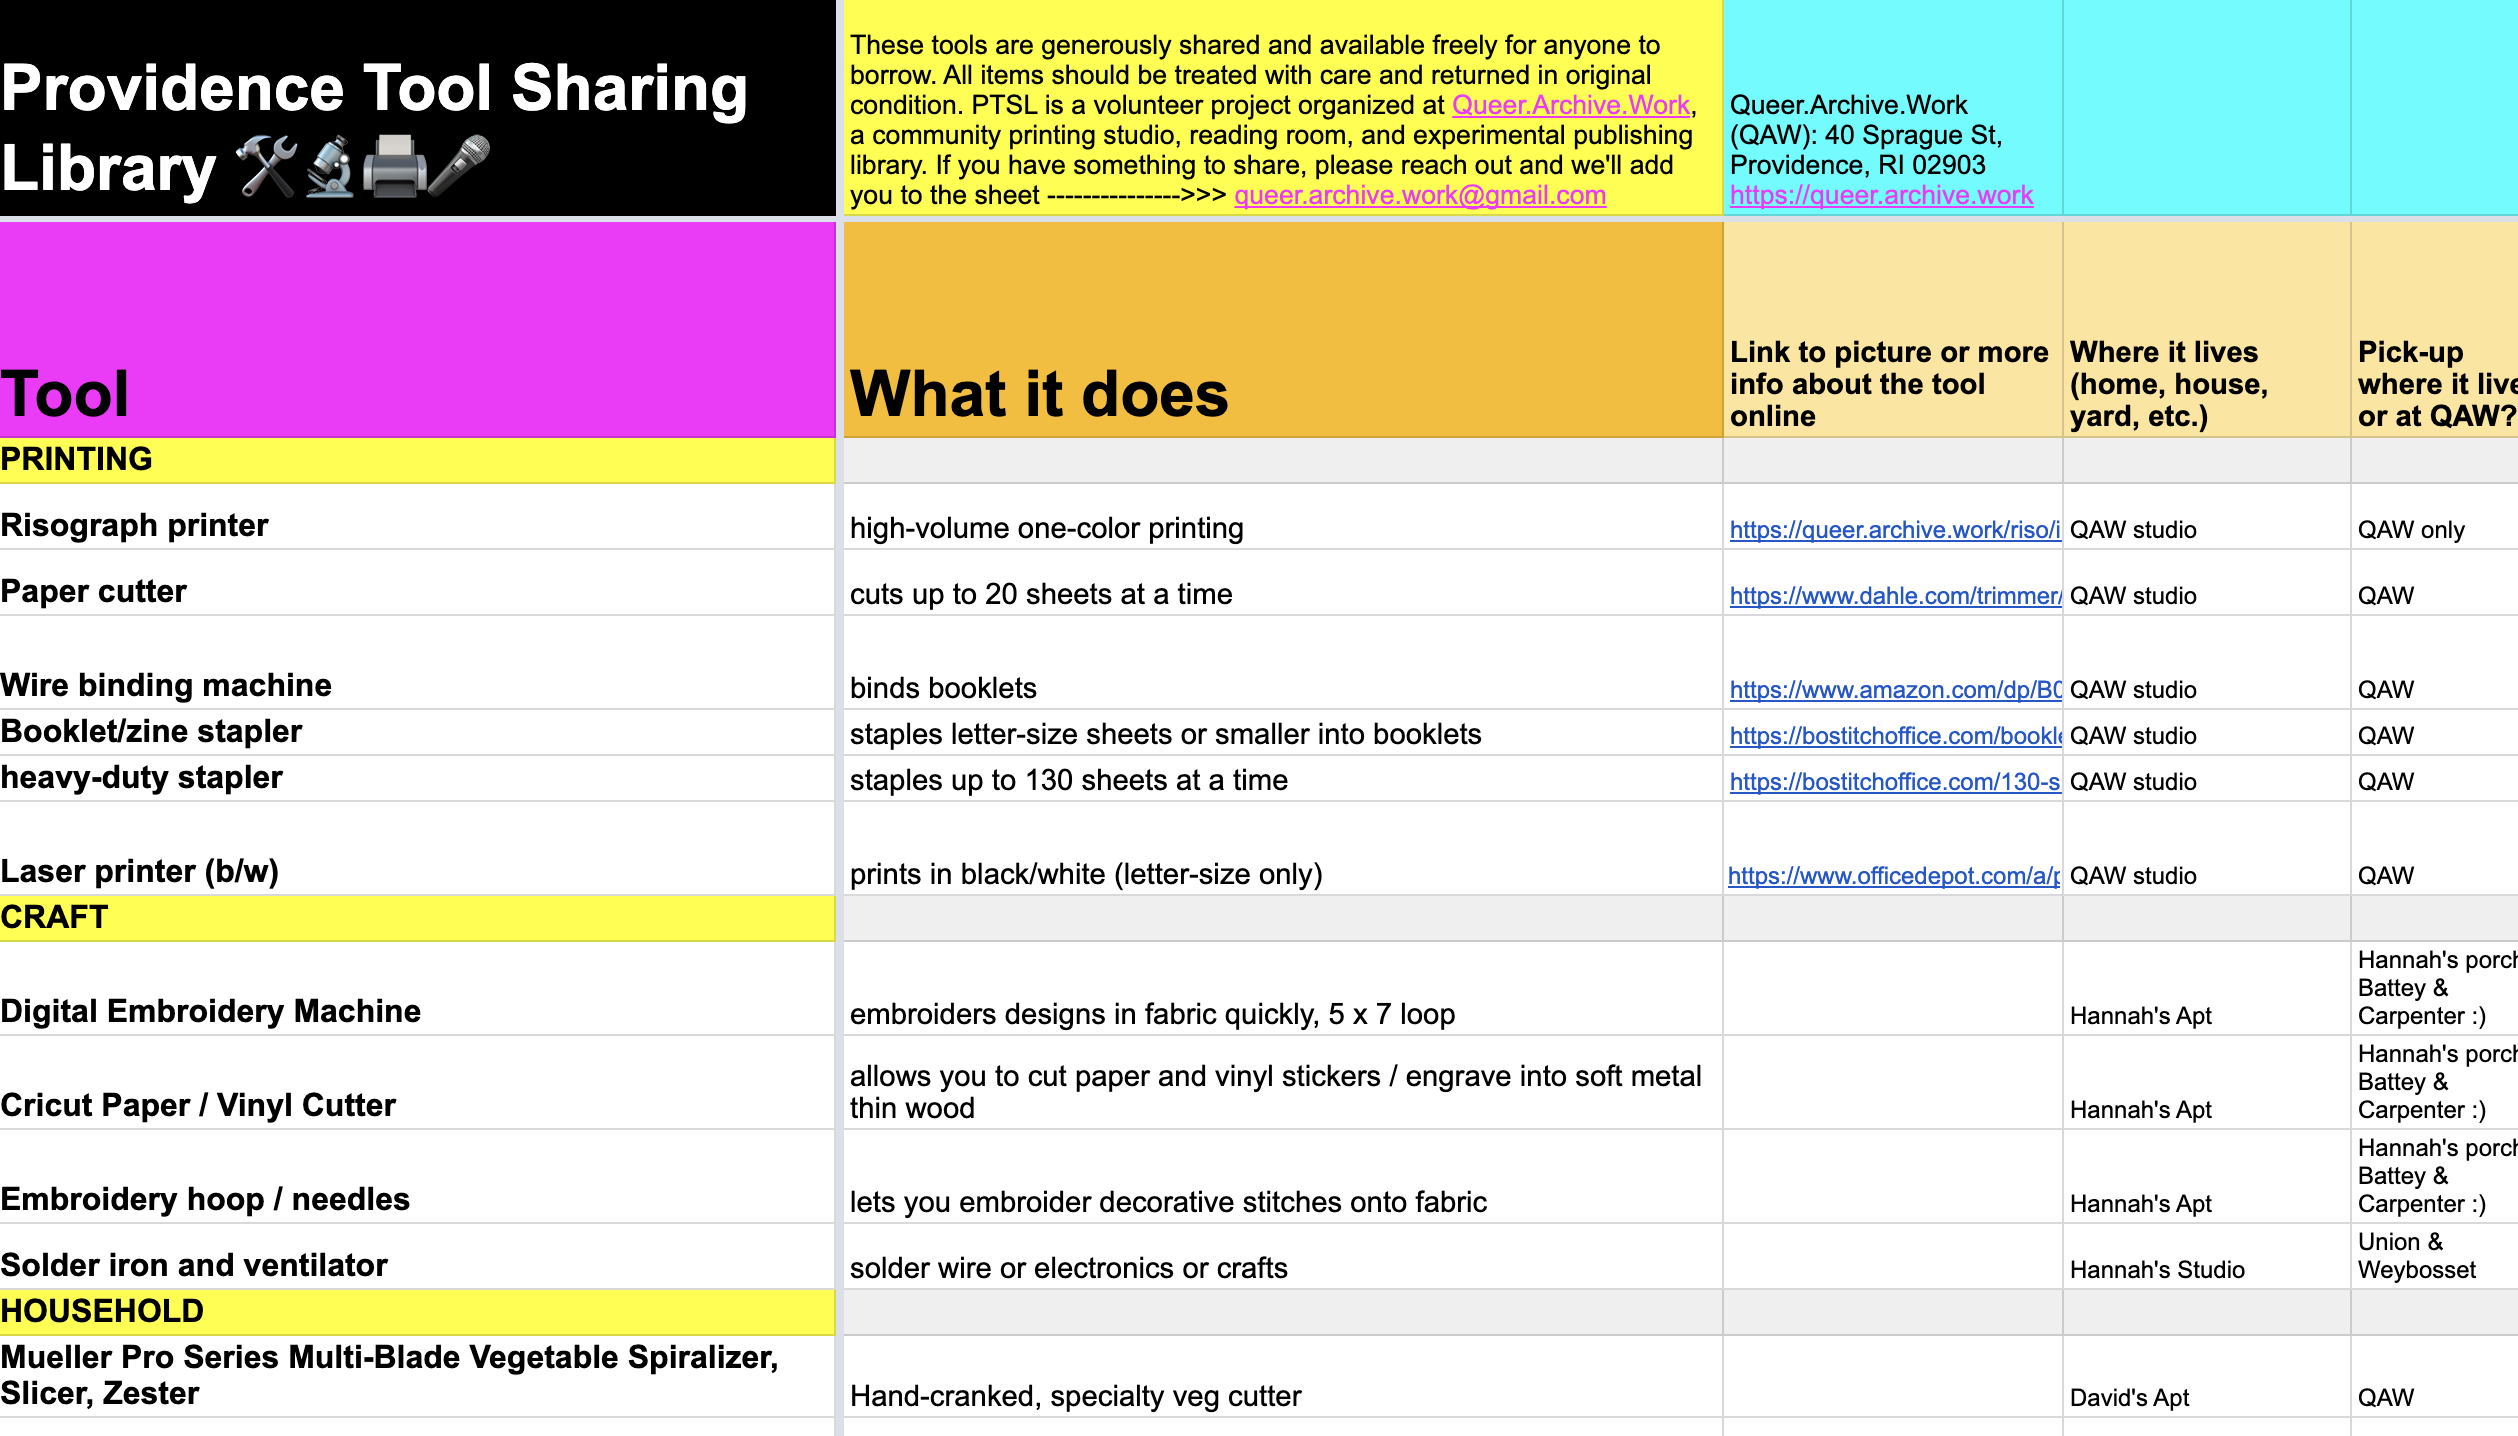 Providence Tool Sharing
Library 🛠️🔬🖨️🎤
These tools are generously shared and available freely for anyone to
borrow. All items should be treated with care and returned in original
condition. PTSL is a volunteer project organized at Queer.Archive.Work,
a community printing studio, reading room, and experimental publishing
library. If you have something to share, please reach out and we'll add
you to the sheet --------------->>> queer.archive.work@gmail.com
Queer.Archive.Work
(QAW): 40 Sprague St,
Providence, RI 02903
https://queer.archive.work
Tool
What it does
Link to picture or more
info about the tool
online
Where it lives
(home, house,
yard, etc.)
Pick-up
where it live
or at QAW?
PRINTING
Risograph printer
high-volume one-color printing
https://queer.archive.work/riso/i
QAW studio
QAW only
Paper cutter
cuts up to 20 sheets at a time
https://www.dahle.com/trimmer/
QAW studio
QAW
Wire binding machine
binds booklets
https://www.amazon.com/dp/B0
QAW studio
QAW
Booklet/zine stapler
staples letter-size sheets or smaller into booklets
https://bostitchoffice.com/bookle
QAW studio
QAW
heavy-duty stapler
staples up to 130 sheets at a time
https://bostitchoffice.com/130-s
QAW studio
QAW
Laser printer (b/w)
prints in black/white (letter-size only)
https://www.officedepot.com/a/p
QAW studio
QAW
CRAFT
Digital Embroidery Machine
embroiders designs in fabric quickly, 5 x 7 loop
Hannah's Apt
Hannah's porch
Battey &
Carpenter :)
Cricut Paper / Vinyl Cutter
allows you to cut paper and vinyl stickers / engrave into soft metal
thin wood
Hannah's Apt
Hannah's porch
Battey &
Carpenter :)
Embroidery hoop / needles
lets you embroider decorative stitches onto fabric
Hannah's Apt
Hannah's porch
Battey &
Carpenter :)
Solder iron and ventilator
solder wire or electronics or crafts
Hannah's Studio
Union &
Weybosset
HOUSEHOLD
Mueller Pro Series Multi-Blade Vegetable Spiralizer,
Slicer, Zester
Hand-cranked, specialty veg cutter
David's Apt
QAW